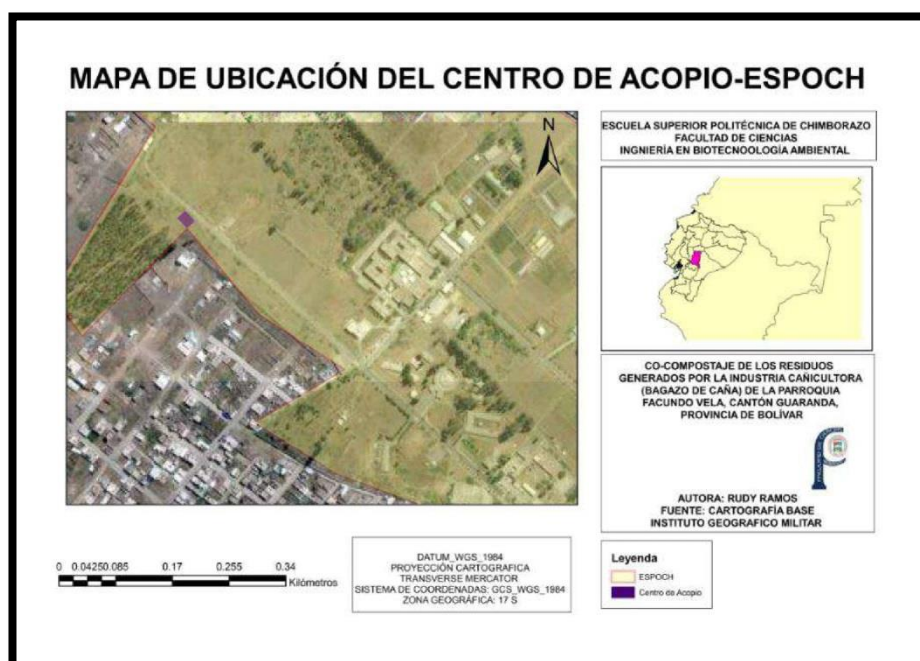 MAPA DE UBICACIÓN DEL CENTRO DE ACOPIO-ESPOCH
N
ESCUELA SUPERIOR POLITÉCNICA DE CHIMBORAZO
FACULTAD DE CIENCIAS
INGNIERÍA EN BIOTECNOOLOGÍA AMBIENTAL
CO-COMPOSTAJE DE LOS RESIDUOS
GENERADOS POR LA INDUSTRIA CAÑICULTORA
(BAGAZO DE CAÑA) DE LA PARROQUIA
FACUNDO VELA, CANTÓN GUARANDA,
PROVINCIA DE BOLÍVAR
AUTORA: RUDY RAMOS
FUENTE: CARTOGRAFÍA BASE
INSTITUTO GEOGRAFICO MILITAR
0 0.0425 0.085 0.17 0.255 0.34
Kilómetros
DATUM_WGS_1984
PROYECCIÓN CARTOGRAFICA
TRANSVERSE MERCATOR
SISTEMA DE COORDENADAS: GCS_WGS_1984
ZONA GEOGRÁFICA: 17 S
Leyenda
ESPOCH
Centro de Acopio